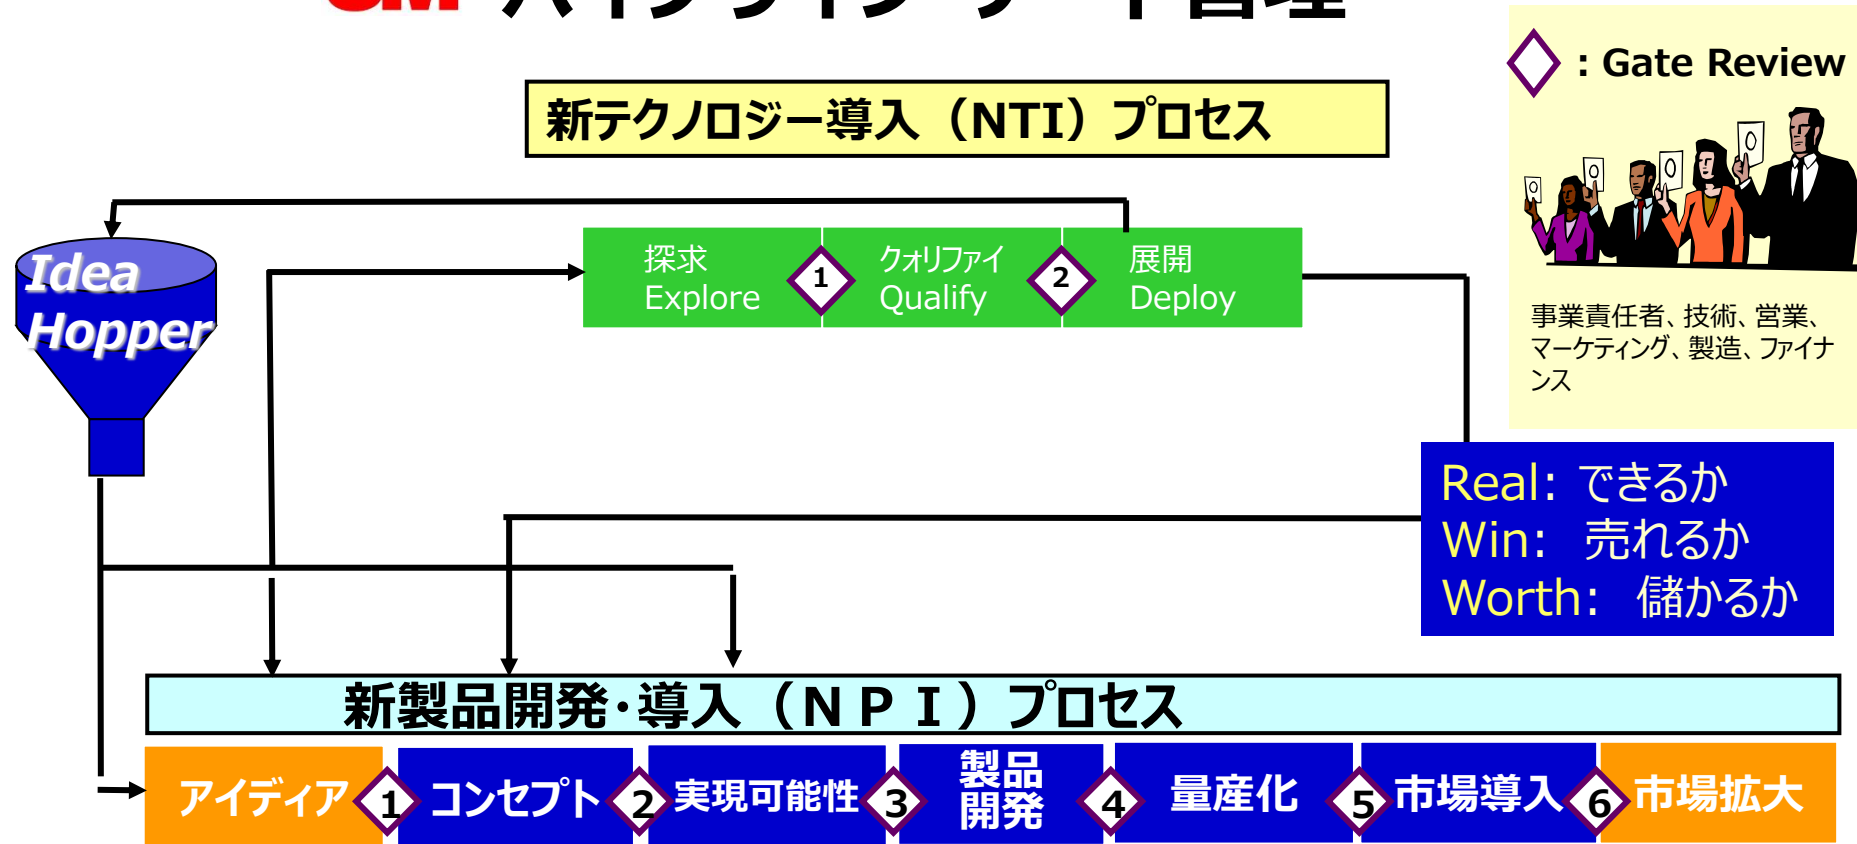 : Gate Review
新テクノロジー導入（NTI）プロセス
Idea
Hopper
探求
Explore
1
クォリファイ
Qualify
2
展開
Deploy
事業責任者、技術、営業、
マーケティング、製造、ファイナ
ンス
Real: できるか
Win: 売れるか
Worth: 儲かるか
新製品開発・導入（ＮＰＩ）プロセス
アイディア
1
コンセプト
2
実現可能性
3
製品
開発
4
量産化
5
市場導入
6
市場拡大